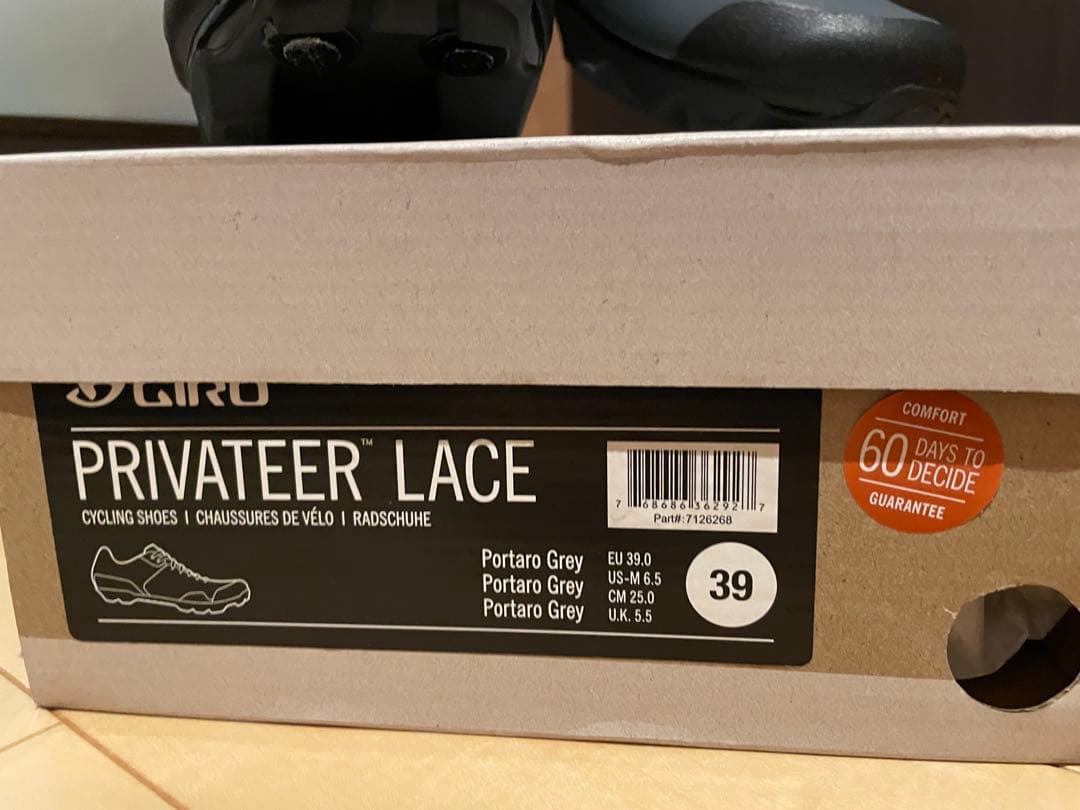 GIRO
PRIVATEER™ LACE
CYCLING SHOES | CHAUSSURES DE VÉLO | RADSCHUHE
7 68686 36292 7
Part#:7126268
Portaro Grey EU 39.0
Portaro Grey US-M 6.5
Portaro Grey CM 25.0
U.K. 5.5
39
COMFORT
60 DAYS TO
DECIDE
GUARANTEE